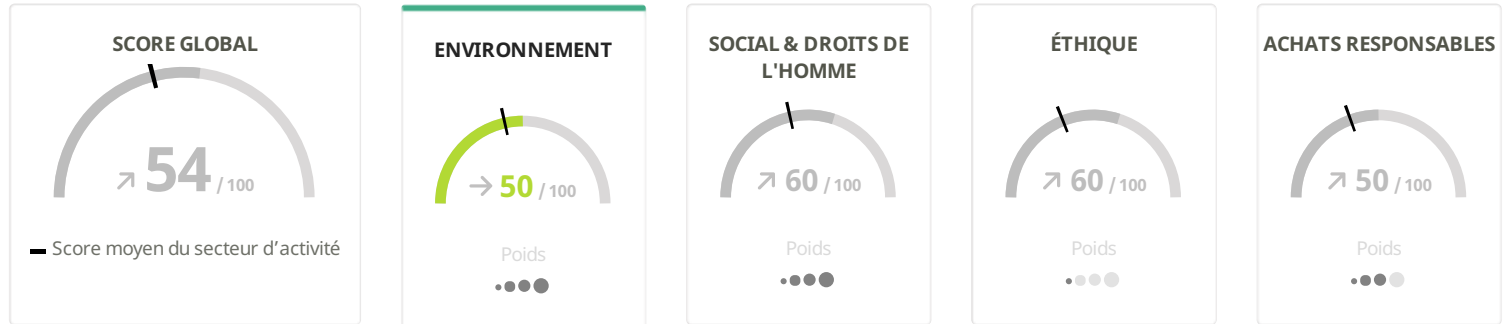 SCORE GLOBAL
54 / 100
Score moyen du secteur d’activité
ENVIRONNEMENT
50 / 100
Poids
SOCIAL & DROITS DE
L'HOMME
60 / 100
Poids
ÉTHIQUE
60 / 100
Poids
ACHATS RESPONSABLES
50 / 100
Poids